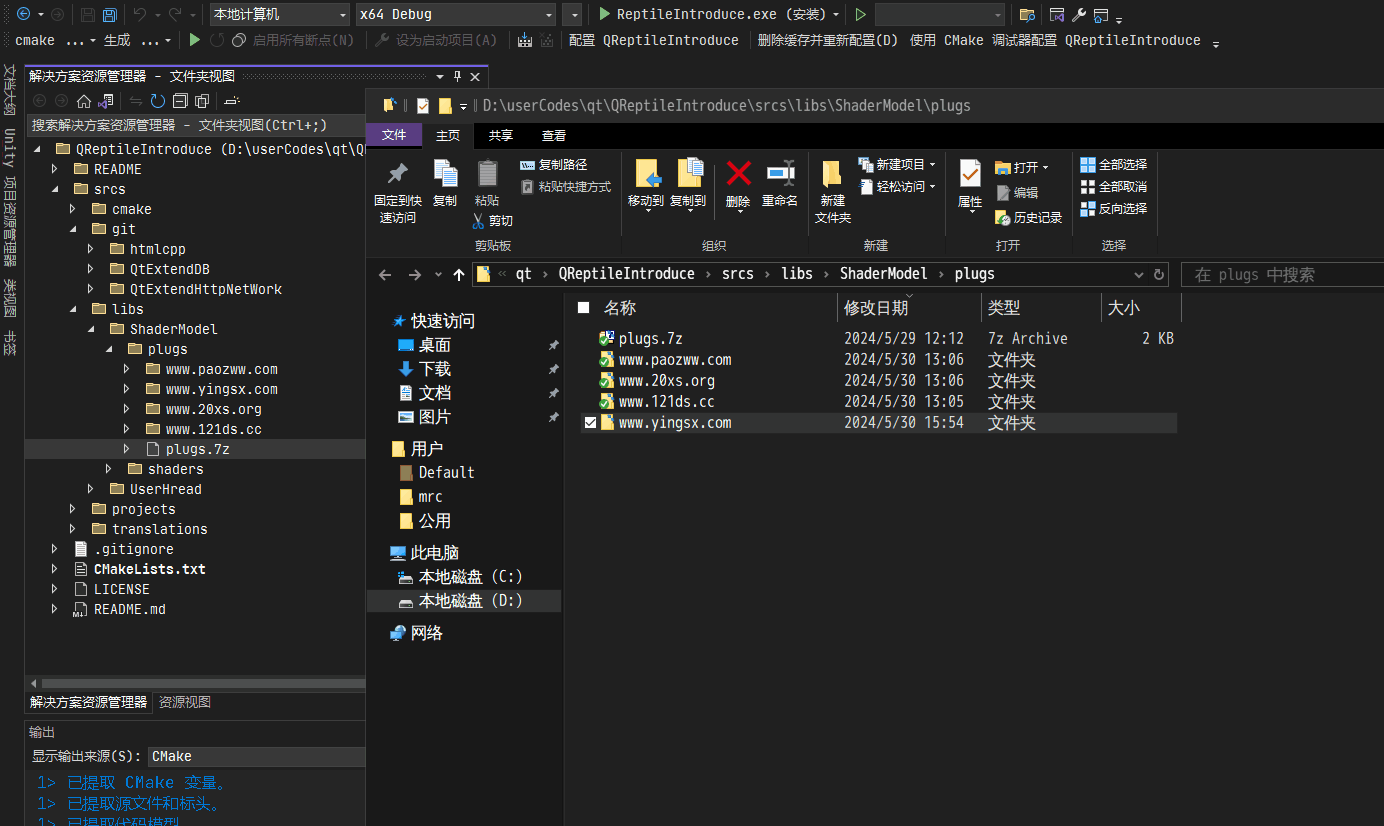 本地计算机 x64 Debug ReptileIntroduce.exe (安装)
cmake ... 生成 ... 启用所有断点(N) 设为启动项目(A) 配置 QReptileIntroduce 删除缓存并重新配置(D) 使用 CMake 调试器配置 QReptileIntroduce
文档大纲
Unity 项目资源管理器
类视图
书签
解决方案资源管理器 - 文件夹视图
搜索解决方案资源管理器 - 文件夹视图(Ctrl+;)
QReptileIntroduce (D:\userCodes\qt\Q
README
srcs
cmake
git
htmlcpp
QtExtendDB
QtExtendHttpNetWork
libs
ShaderModel
plugs
www.paozww.com
www.yingsx.com
www.20xs.org
www.121ds.cc
plugs.7z
shaders
UserHread
projects
translations
.gitignore
CMakeLists.txt
LICENSE
README.md
解决方案资源管理器 资源视图
输出
显示输出来源(S): CMake
1> 已提取 CMake 变量。
1> 已提取源文件和标头。
1> 已提取代码模型
D:\userCodes\qt\QReptileIntroduce\srcs\libs\ShaderModel\plugs
文件 主页 共享 查看
固定到快速访问
复制
粘贴
复制路径
粘贴快捷方式
剪切
剪贴板
移动到
复制到
删除
重命名
组织
新建
文件夹
新建项目
轻松访问
新建
属性
打开
编辑
历史记录
打开
全部选择
全部取消
反向选择
选择
« qt › QReptileIntroduce › srcs › libs › ShaderModel › plugs
在 plugs 中搜索
快速访问
桌面
下载
文档
图片
用户
Default
mrc
公用
此电脑
本地磁盘 (C:)
本地磁盘 (D:)
网络
名称 修改日期 类型 大小
plugs.7z 2024/5/29 12:12 7z Archive 2 KB
www.paozww.com 2024/5/30 13:06 文件夹
www.20xs.org 2024/5/30 13:06 文件夹
www.121ds.cc 2024/5/30 13:05 文件夹
www.yingsx.com 2024/5/30 15:54 文件夹